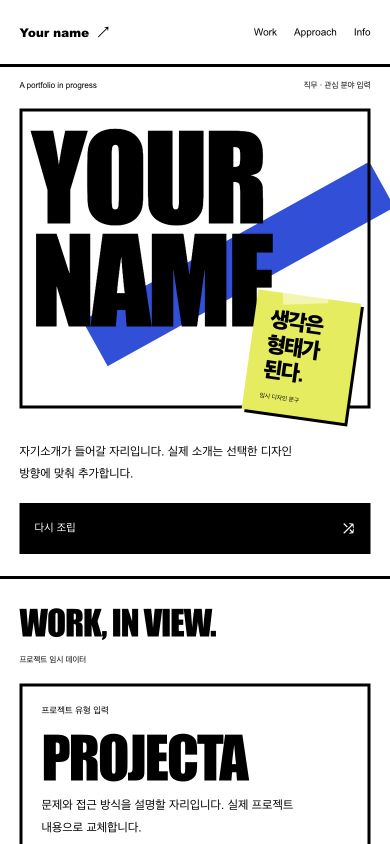 Your name ↗
Work Approach Info
A portfolio in progress
직무 · 관심 분야 입력
YOUR
NAME
생각은
형태가
된다.
임시 디자인 문구
자기소개가 들어갈 자리입니다. 실제 소개는 선택한 디자인
방향에 맞춰 추가합니다.
다시 조립
WORK, IN VIEW.
프로젝트 임시 데이터
프로젝트 유형 입력
PROJECTA
문제와 접근 방식을 설명할 자리입니다. 실제 프로젝트
내용으로 교체합니다.